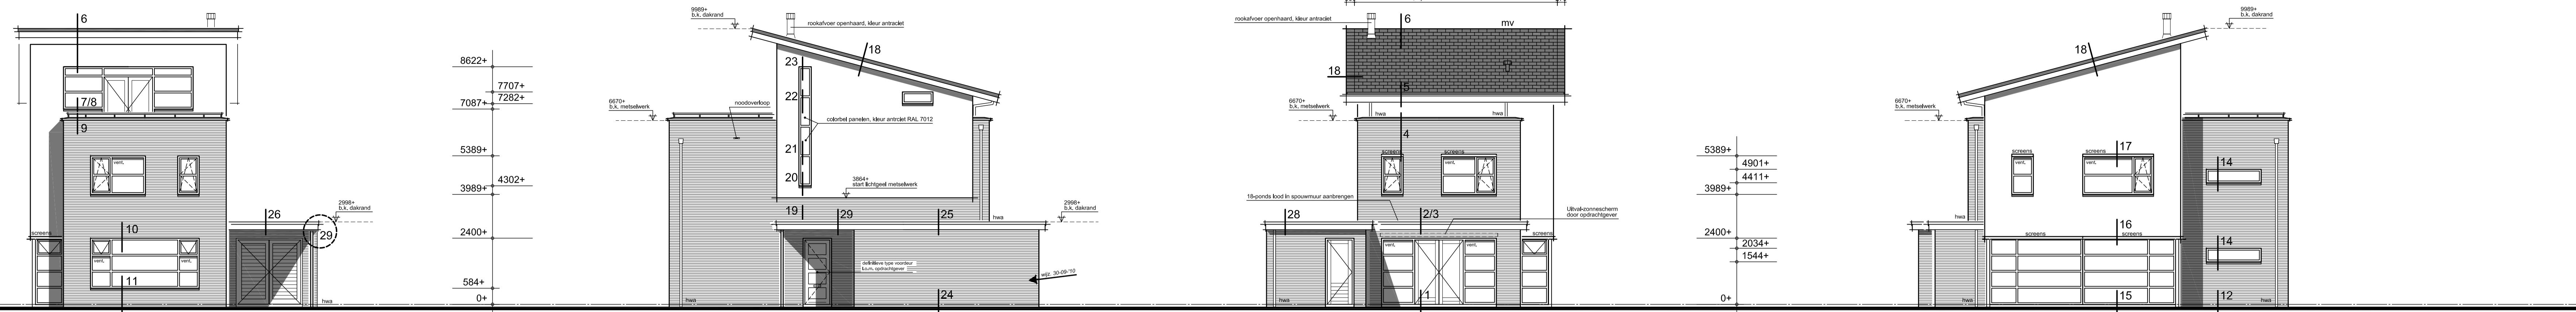 6
7/8
9
vent.
screens
10
vent.
vent.
11
26
29
2998+
b.k. dakrand
8622+
7707+
7087+
7282+
5389+
4302+
3989+
2400+
584+
0+
9989+
b.k. dakrand
rookafvoer openhaard, kleur antraciet
18
23
22
21
20
19
6670+
b.k. metselwerk
noodoverloop
colorbel panelen, kleur antrciet RAL 7012
3864+
start lichtgeel metselwerk
29
25
hwa
2998+
b.k. dakrand
definitieve type voordeur
hwa
24
wijz. 30-09-'10
rookafvoer openhaard, kleur antraciet
6
mv
18
5
6670+
b.k. metselwerk
hwa
hwa
4
screens
screens
vent.
16-ponds lood in spouwmuur aanbrengen
28
2/3
Uitval-zonnescherm
door opdrachtgever
screens
vent.
vent.
hwa
1
hwa
5389+
4901+
4411+
3989+
2400+
2034+
1544+
0+
9989+
b.k. dakrand
18
6670+
b.k. metselwerk
screens
screens
17
vent.
vent.
14
hwa
16
screens
screens
14
hwa
15
12
hwa